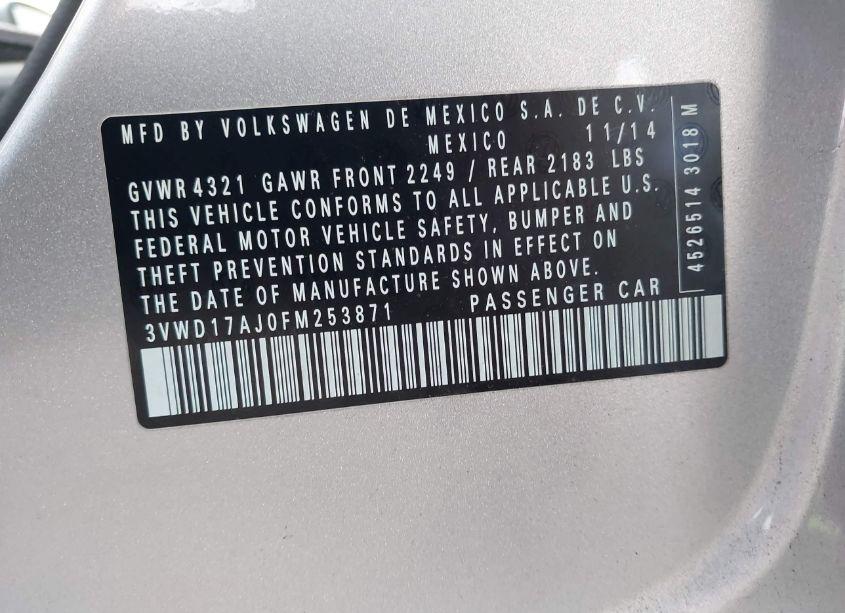 MFD BY VOLKSWAGEN DE MEXICO S.A. DE C.V.
MEXICO 11/14
GVWR 4321 GAWR FRONT 2249 / REAR 2183 LBS
THIS VEHICLE CONFORMS TO ALL APPLICABLE U.S.
FEDERAL MOTOR VEHICLE SAFETY, BUMPER AND
THEFT PREVENTION STANDARDS IN EFFECT ON
THE DATE OF MANUFACTURE SHOWN ABOVE.
3VWD17AJ0FM253871 PASSENGER CAR
4526514 3018 M